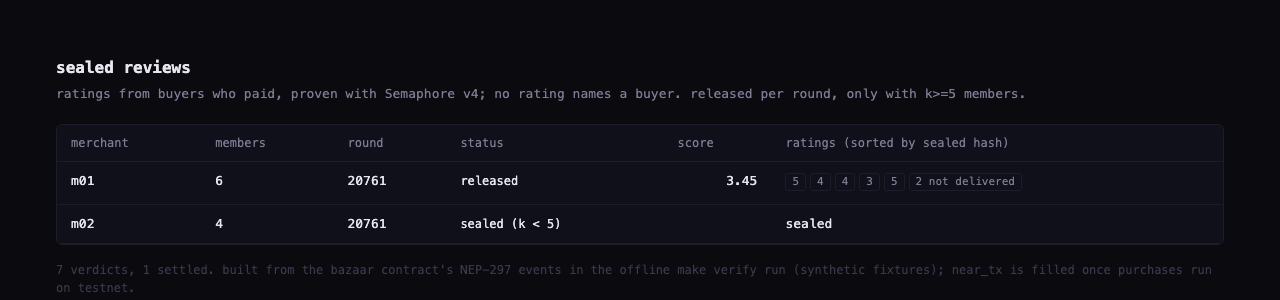 sealed reviews
ratings from buyers who paid, proven with Semaphore v4; no rating names a buyer. released per round, only with k>=5 members.
merchant members round status score ratings (sorted by sealed hash)
m01 6 20761 released 3.45 5 4 4 3 5 2 not delivered
m02 4 20761 sealed (k < 5) sealed
7 verdicts, 1 settled. built from the bazaar contract's NEP-297 events in the offline make verify run (synthetic fixtures); near_tx is filled once purchases run
on testnet.